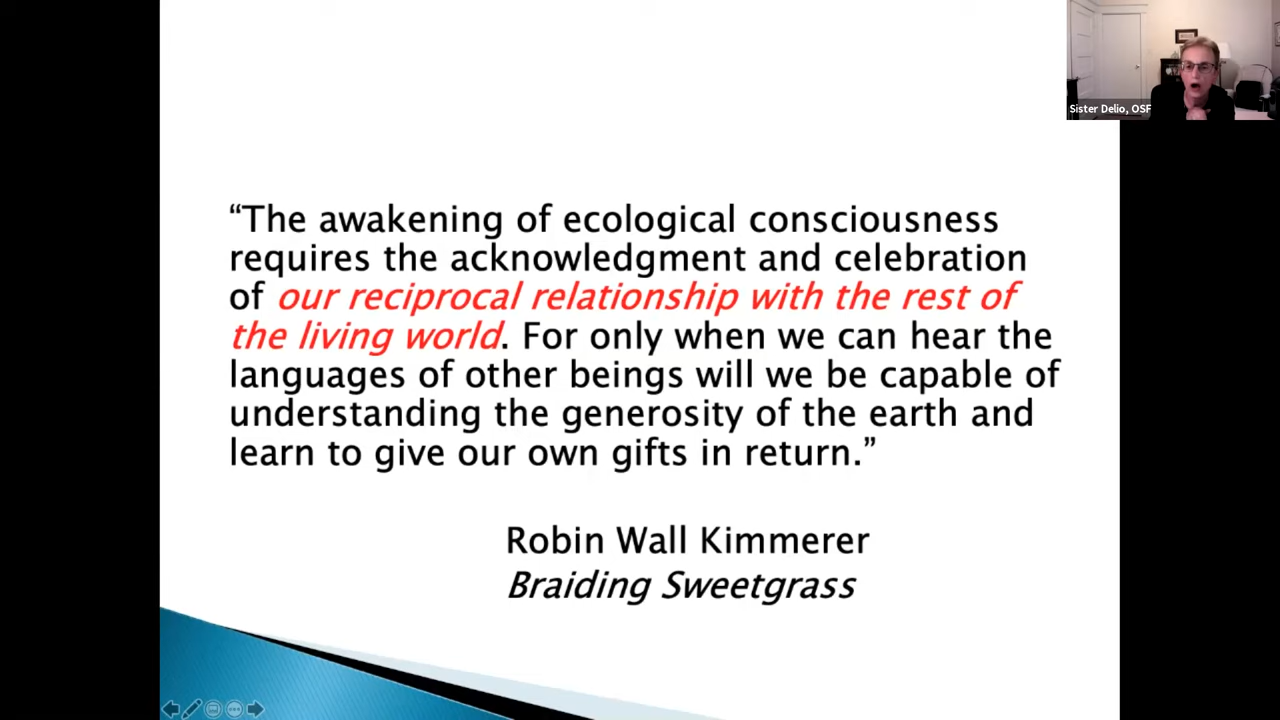 Sister Delio, OSF
“The awakening of ecological consciousness
requires the acknowledgment and celebration
of our reciprocal relationship with the rest of
the living world. For only when we can hear the
languages of other beings will we be capable of
understanding the generosity of the earth and
learn to give our own gifts in return.”
Robin Wall Kimmerer
Braiding Sweetgrass